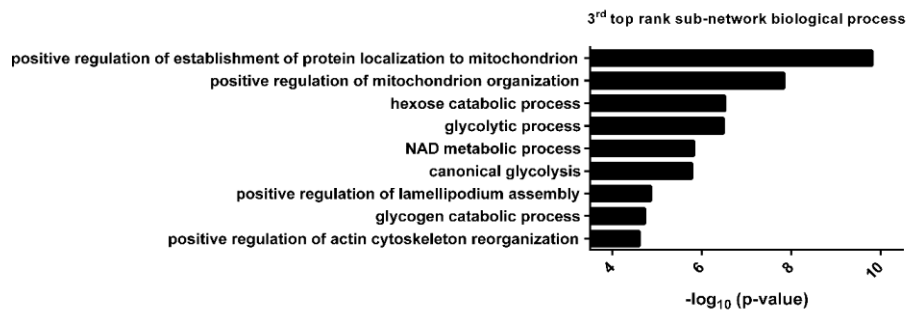 3rd top rank sub-network biological process
positive regulation of establishment of protein localization to mitochondrion
positive regulation of mitochondrion organization
hexose catabolic process
glycolytic process
NAD metabolic process
canonical glycolysis
positive regulation of lamellipodium assembly
glycogen catabolic process
positive regulation of actin cytoskeleton reorganization
4 6 8 10
-log10 (p-value)